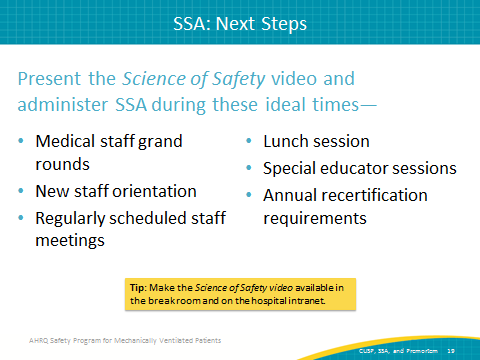 SSA: Next Steps
Present the Science of Safety video and
administer SSA during these ideal times—
• Medical staff grand
rounds
• New staff orientation
• Regularly scheduled staff
meetings
• Lunch session
• Special educator sessions
• Annual recertification
requirements
Tip: Make the Science of Safety video available in
the break room and on the hospital intranet.
AHRQ Safety Program for Mechanically Ventilated Patients
CUSP, SSA, and Premortem 19